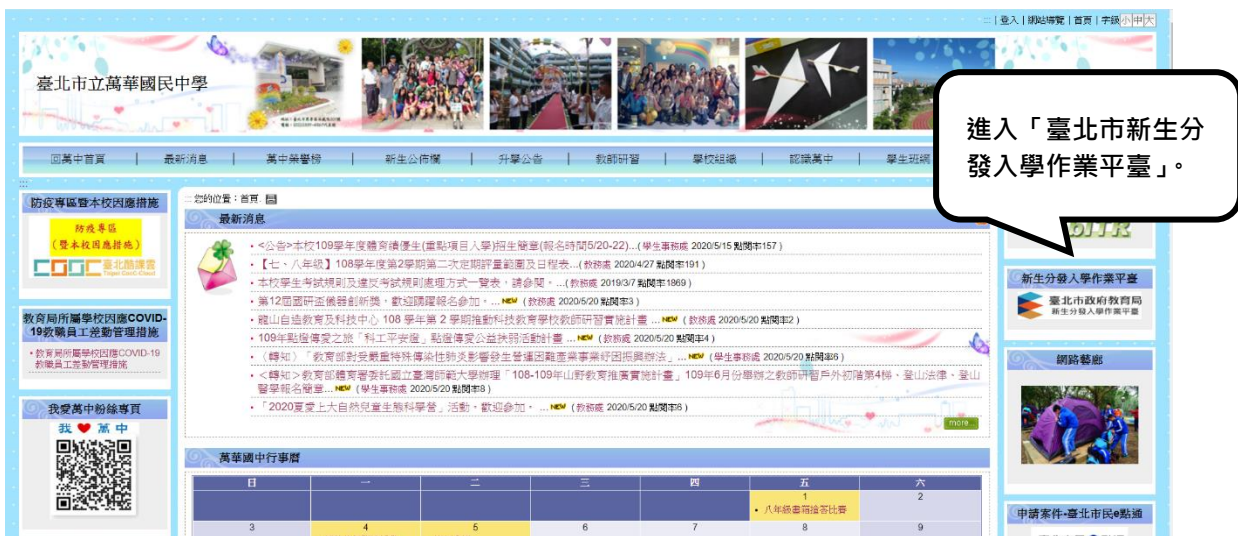 ::: | 登入 | 網站導覽 | 首頁 | 字級 小 中 大
臺北市立萬華國民中學
進入「臺北市新生分
發入學作業平臺」。
回萬中首頁 | 最新消息 | 萬中榮譽榜 | 新生公佈欄 | 升學公告 | 教師研習 | 學校組織 | 認識萬中 | 學生班網
:::
防疫專區暨本校因應措施
防疫專區
(暨本校因應措施)
COOC 臺北酷課雲
Taipei CooC-Cloud
教育局所屬學校因應COVID-
19教職員工差勤管理措施
• 教育局所屬學校因應COVID-19
教職員工差勤管理措施
我愛萬中粉絲專頁
我 ❤ 萬 中
::: 您的位置：首頁
最新消息
• <公告>本校109學年度體育績優生(重點項目入學)招生簡章(報名時間5/20-22)...(學生事務處 2020/5/15 點閱率157 )
• 【七、八年級】108學年度第2學期第二次定期評量範圍及日程表...(教務處 2020/4/27 點閱率191 )
• 本校學生考試規則及違反考試規則處理方式一覽表，請參閱。...(教務處 2019/3/7 點閱率1869 )
• 第12屆國研盃儀器創新獎，歡迎踴躍報名參加。... NEW (教務處 2020/5/20 點閱率3 )
• 龍山自造教育及科技中心 108 學年第 2 學期推動科技教育學校教師研習實施計畫 ... NEW (教務處 2020/5/20 點閱率2 )
• 109年點燈傳愛之旅「科工平安燈」點燈傳愛公益扶弱活動計畫 ... NEW (教務處 2020/5/20 點閱率4 )
• （轉知）「教育部對受嚴重特殊傳染性肺炎影響發生營運困難產業事業紓困振興辦法」... NEW (學生事務處 2020/5/20 點閱率6 )
• <轉知>教育部體育署委託國立臺灣師範大學辦理「108-109年山野教育推廣實施計畫」109年6月份舉辦之教師研習戶外初階第4梯、登山法律、登山
醫學報名簡章... NEW (學生事務處 2020/5/20 點閱率8 )
• 「2020夏愛上大自然兒童生態科學營」活動，歡迎參加。 ... NEW (教務處 2020/5/20 點閱率6 )
more...
萬華國中行事曆
日 一 二 三 四 五 六
1 2
• 八年級書箱搶答比賽
3 4 5 6 7 8 9
新生分發入學作業平臺
臺北市政府教育局
新生分發入學作業平臺
網路藝廊
申請案件-臺北市民e點通